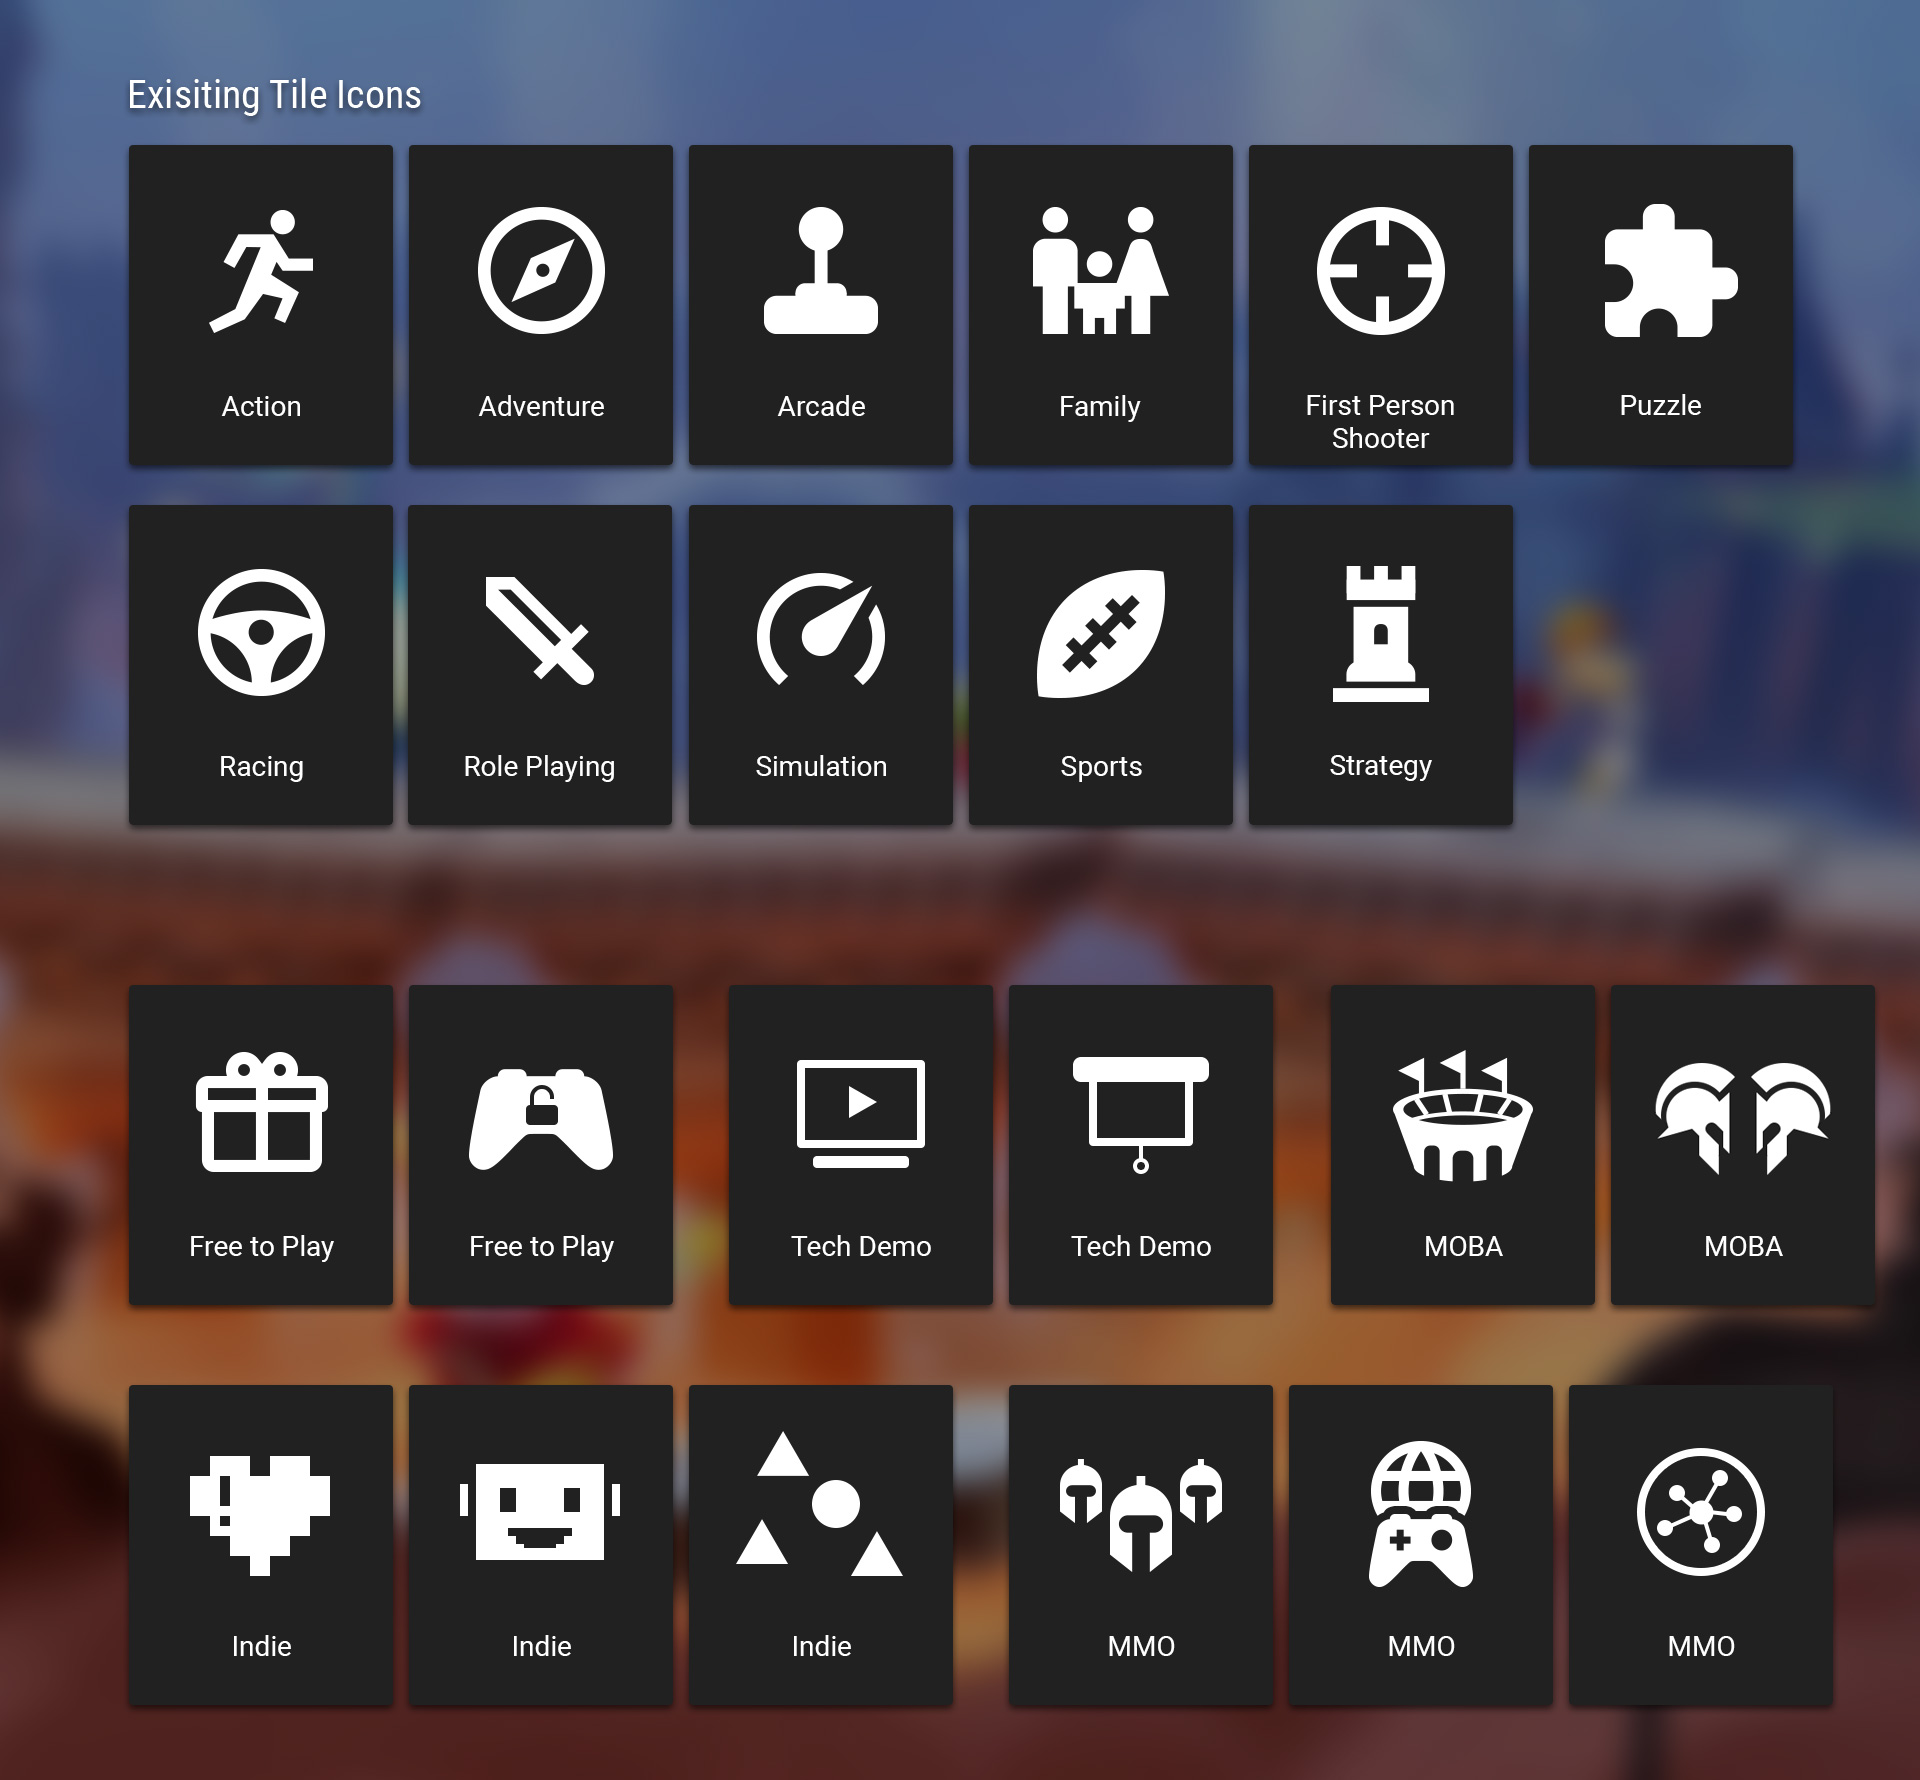 Exisiting Tile Icons
Action
Adventure
Arcade
Family
First Person
Shooter
Puzzle
Racing
Role Playing
Simulation
Sports
Strategy
Free to Play
Free to Play
Tech Demo
Tech Demo
MOBA
MOBA
Indie
Indie
Indie
MMO
MMO
MMO